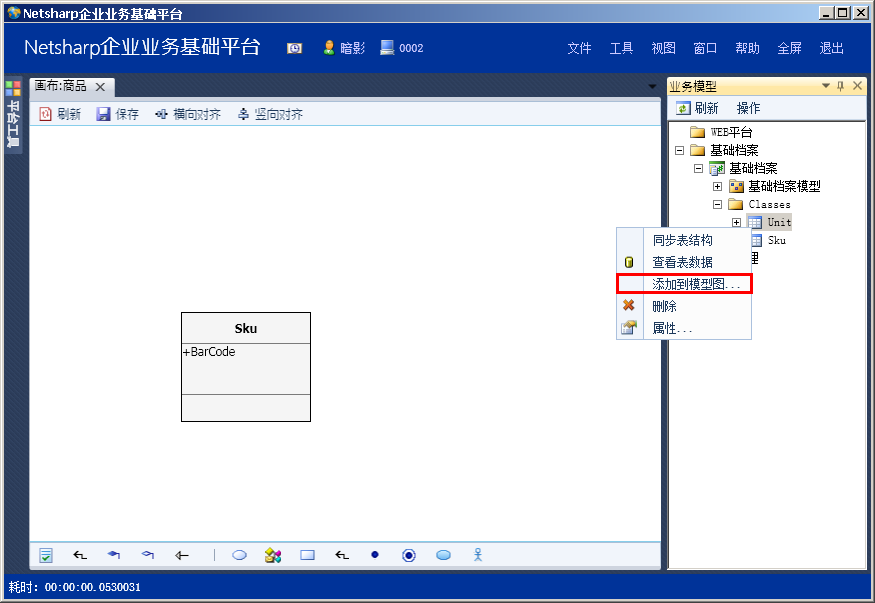 Netsharp企业业务基础平台
Netsharp企业业务基础平台
暗影
0002
文件
工具
视图
窗口
帮助
全屏
退出
平台工具
画布:商品
刷新
保存
横向对齐
竖向对齐
Sku
+BarCode
业务模型
刷新
操作
WEB平台
基础档案
基础档案
基础档案模型
Classes
Unit
Sku
理
同步表结构
查看表数据
添加到模型图...
删除
属性...
耗时: 00:00:00.0530031